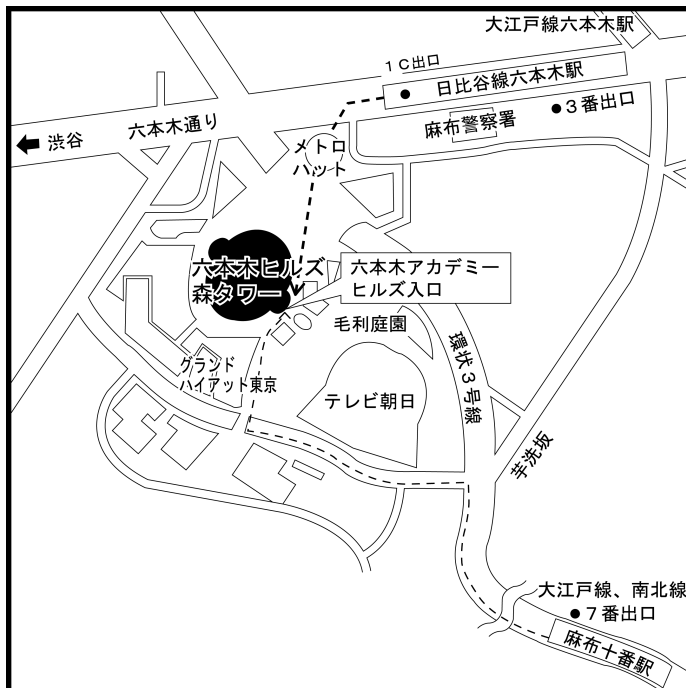 大江戸線六本木駅
1C出口
日比谷線六本木駅
3番出口
麻布警察署
六本木通り
渋谷
メトロ
ハット
六本木ヒルズ
森タワー
六本木アカデミー
ヒルズ入口
毛利庭園
環状3号線
グランド
ハイアット東京
テレビ朝日
芋洗坂
大江戸線、南北線
7番出口
麻布十番駅